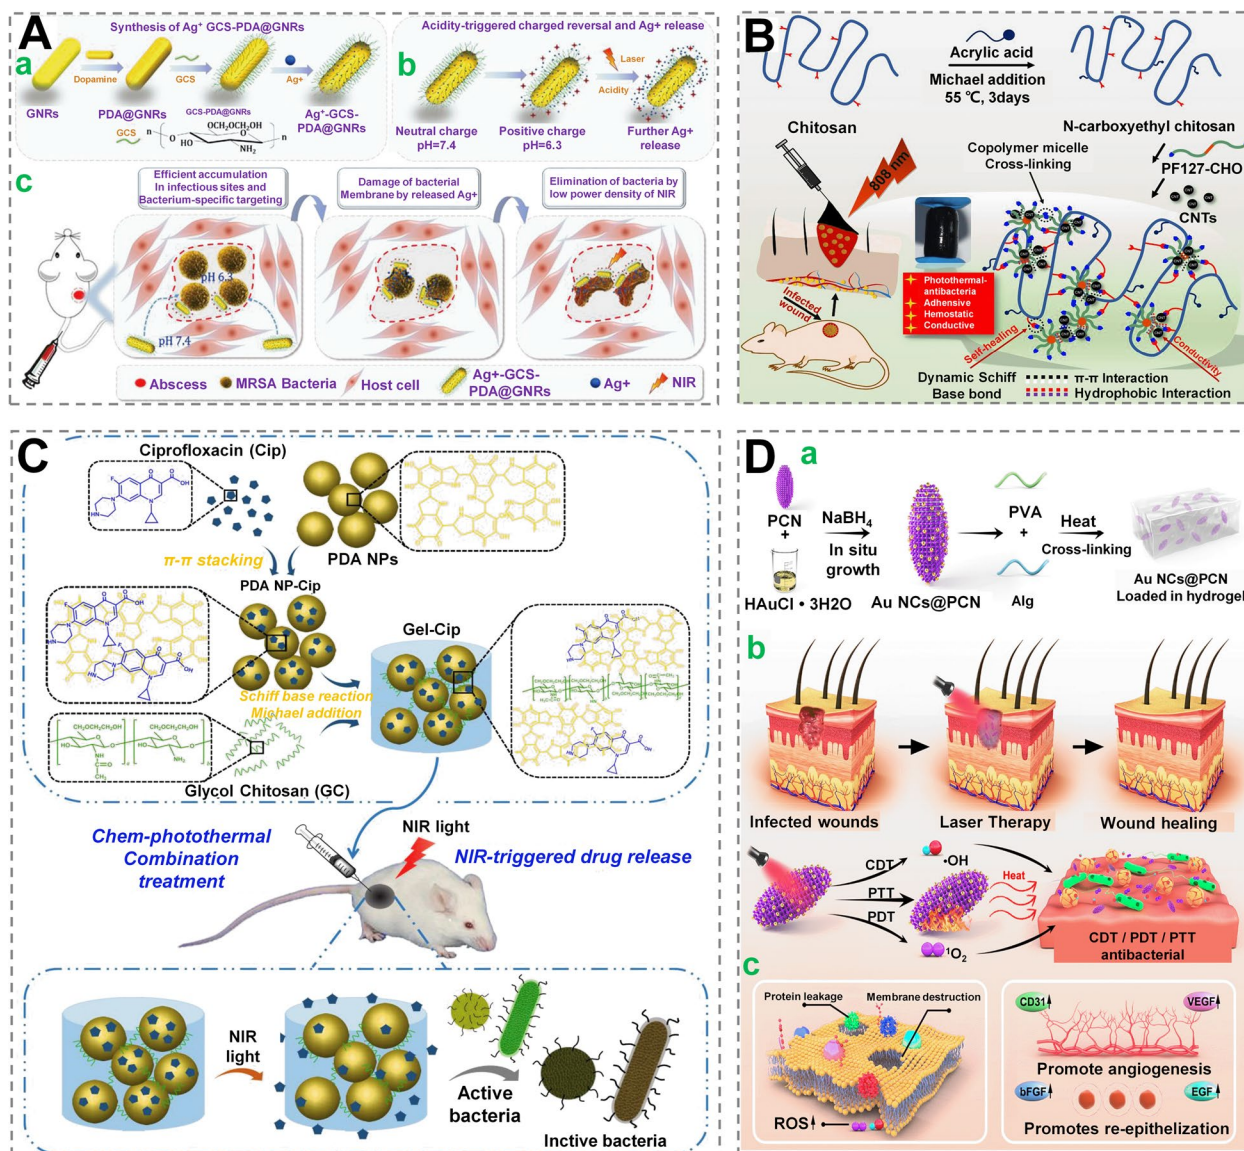 A
Synthesis of Ag⁺ GCS-PDA@GNRs
a
Dopamine
GCS
Ag+
GNRs
PDA@GNRs
GCS-PDA@GNRs
Ag⁺-GCS-
PDA@GNRs
GCS
n
OCH₂OCH₂OH
O
HO
NH₂
n
Acidity-triggered charged reversal and Ag+ release
b
Laser
Acidity
Neutral charge
pH=7.4
Positive charge
pH=6.3
Further Ag+
release
c
Efficient accumulation
In infectious sites and
Bacterium-specific targeting
Damage of bacterial
Membrane by released Ag+
Elimination of bacteria by
low power density of NIR
pH 6.3
pH 7.4
Abscess
MRSA Bacteria
Host cell
Ag+-GCS-
PDA@GNRs
Ag+
NIR
B
Acrylic acid
Michael addition
55 ℃, 3days
Chitosan
N-carboxyethyl chitosan
Copolymer micelle
Cross-linking
PF127-CHO
CNTs
808 nm
Photothermal-
antibacteria
Adhensive
Hemostatic
Conductive
Infected
wound
Self-healing
Conductivity
Dynamic Schiff
Base bond
π-π Interaction
Hydrophobic Interaction
C
Ciprofloxacin (Cip)
PDA NPs
π-π stacking
PDA NP-Cip
Gel-Cip
Schiff base reaction
Michael addition
Glycol Chitosan (GC)
Chem-photothermal
Combination
treatment
NIR light
NIR-triggered drug release
NIR
light
Active
bacteria
Inctive bacteria
D
a
PCN
+
HAuCl • 3H2O
NaBH₄
In situ
growth
Au NCs@PCN
PVA
+
Alg
Heat
Cross-linking
Au NCs@PCN
Loaded in hydrogel
b
Infected wounds
Laser Therapy
Wound healing
CDT
PTT
PDT
•OH
Heat
¹O₂
CDT / PDT / PTT
antibacterial
c
Protein leakage
Membrane destruction
ROS
CD31
VEGF
Promote angiogenesis
bFGF
EGF
Promotes re-epithelization